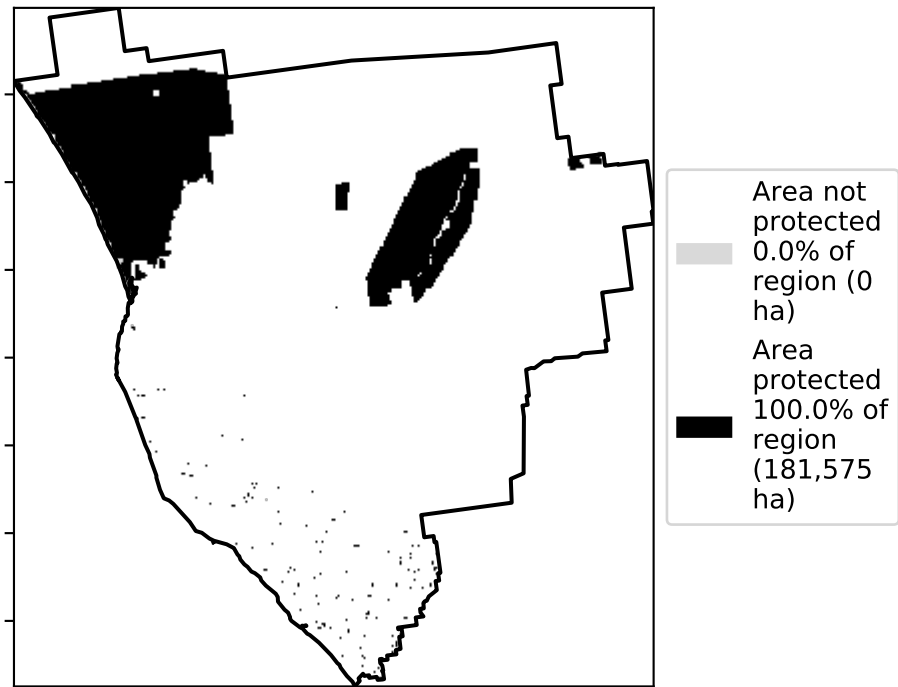 Area not
protected
0.0% of
region (0
ha)
Area
protected
100.0% of
region
(181,575
ha)